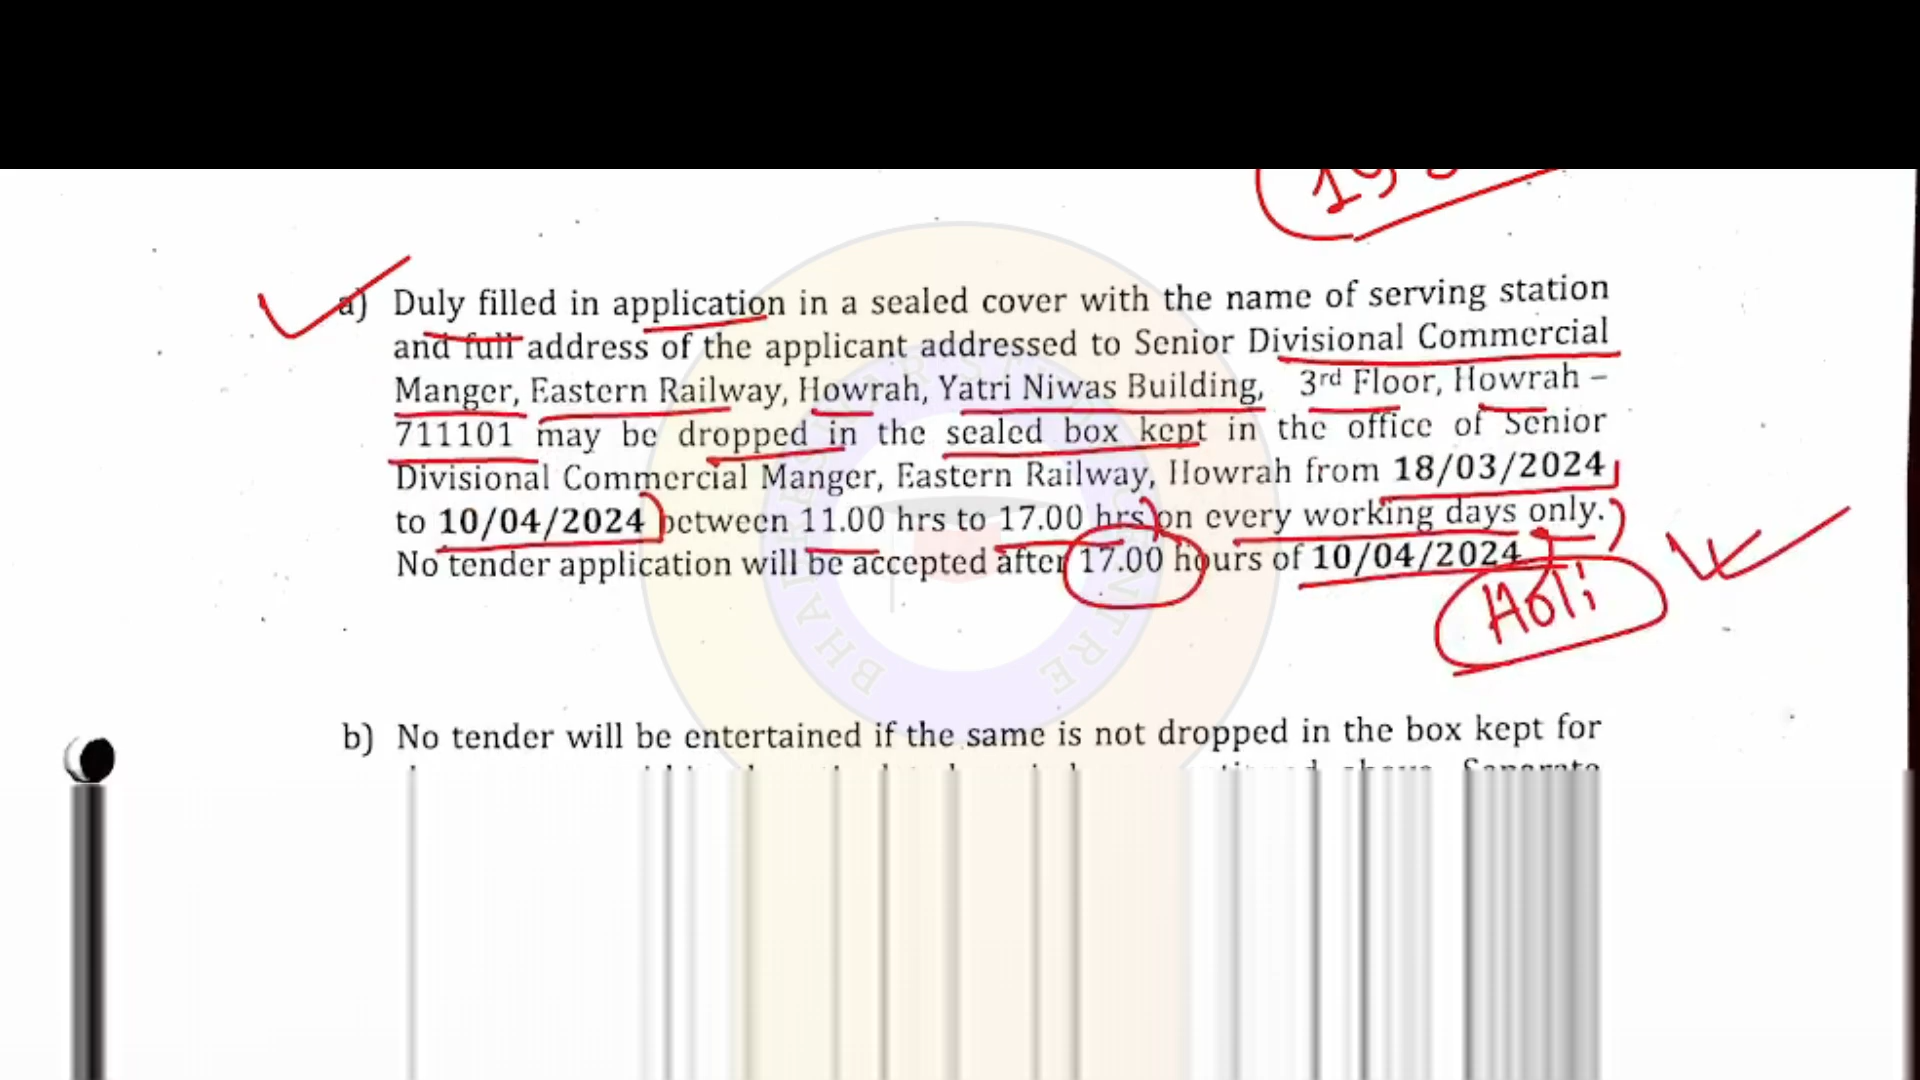 a) Duly filled in application in a sealed cover with the name of serving station
and full address of the applicant addressed to Senior Divisional Commercial
Manger, Eastern Railway, Howrah, Yatri Niwas Building, 3rd Floor, Howrah –
711101 may be dropped in the sealed box kept in the office of Senior
Divisional Commercial Manger, Eastern Railway, Howrah from 18/03/2024
to 10/04/2024 between 11.00 hrs to 17.00 hrs on every working days only.
No tender application will be accepted after 17.00 hours of 10/04/2024
Holi
b) No tender will be entertained if the same is not dropped in the box kept for